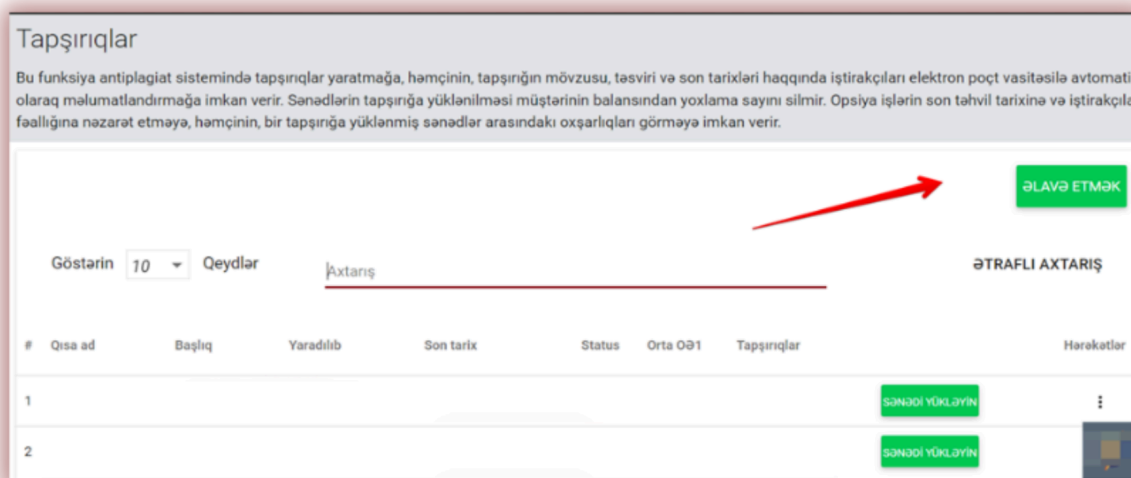 Tapşırıqlar
Bu funksiya antiplagiat sistemində tapşırıqlar yaratmağa, həmçinin, tapşırığın mövzusu, təsviri və son tarixləri haqqında iştirakçıları elektron poçt vasitəsilə avtomati
olaraq məlumatlandırmağa imkan verir. Sənədlərin tapşırığa yüklənilməsi müştərinin balansından yoxlama sayını silmir. Opsiya işlərin son təhvil tarixinə və iştirakçıla
fəallığına nəzarət etməyə, həmçinin, bir tapşırığa yüklənmiş sənədlər arasındakı oxşarlıqları görməyə imkan verir.
ƏLAVƏ ETMƏK
Göstərin 10 Qeydlər Axtarış ƏTRAFLI AXTARIŞ
# Qısa ad Başlıq Yaradılıb Son tarix Status Orta OƏ1 Tapşırıqlar Hərəkətlər
1 SƏNƏDİ YÜKLƏYİN
2 SƏNƏDİ YÜKLƏYİN